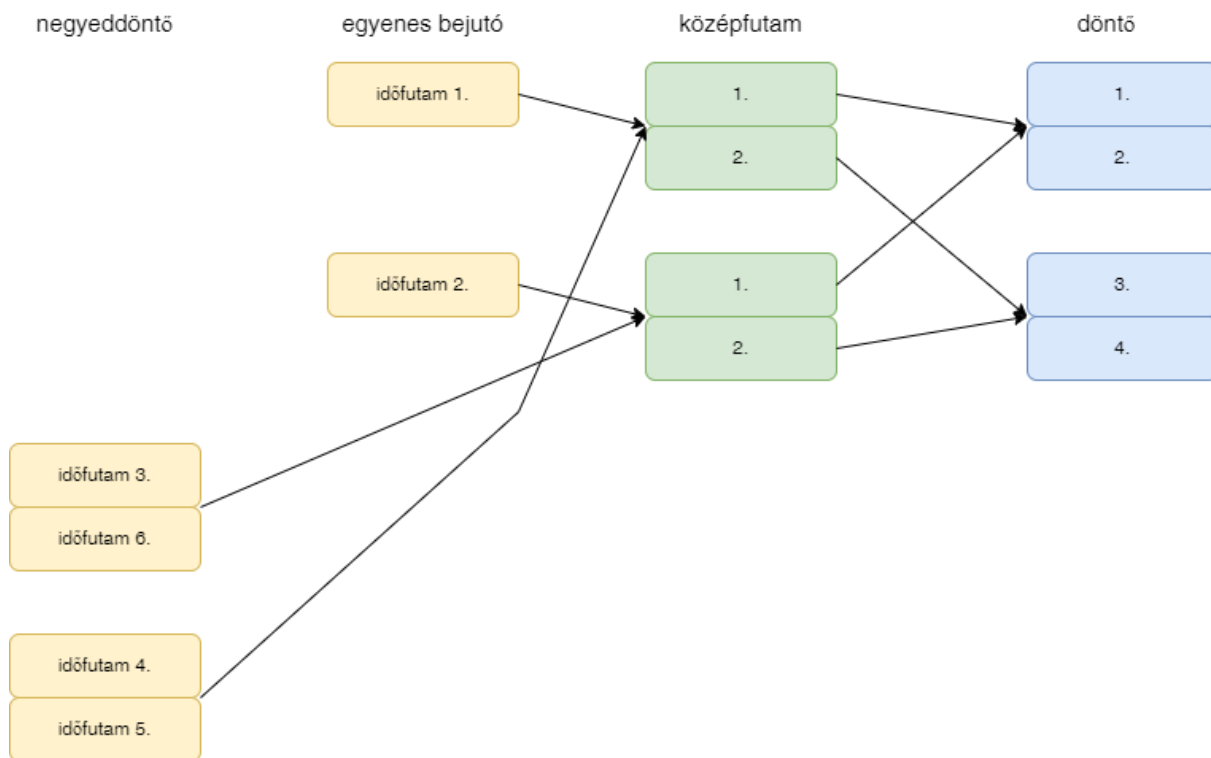 negyeddöntő
egyenes bejutó
középfutam
döntő
időfutam 1.
1.
1.
2.
2.
időfutam 2.
1.
3.
2.
4.
időfutam 3.
időfutam 6.
időfutam 4.
időfutam 5.